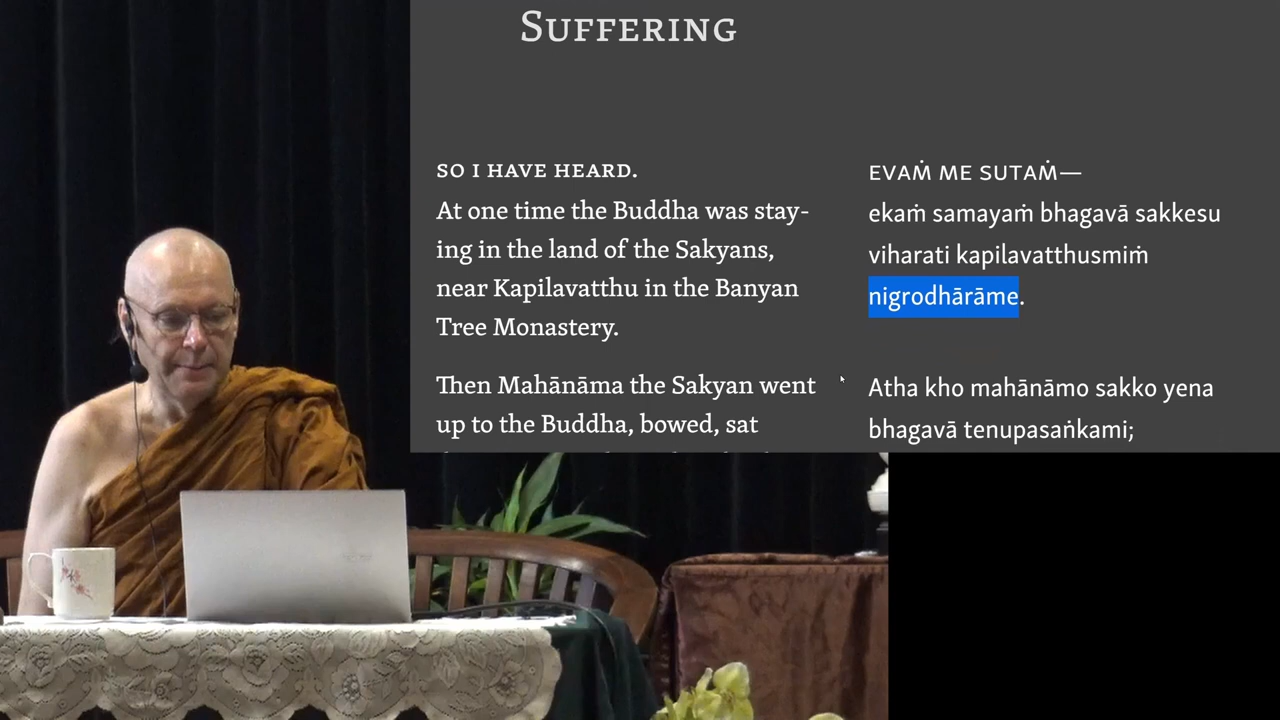 Suffering
so i have heard.
At one time the Buddha was stay-
ing in the land of the Sakyans,
near Kapilavatthu in the Banyan
Tree Monastery.
Then Mahānāma the Sakyan went
up to the Buddha, bowed, sat
EVAṀ ME SUTAṀ—
ekaṁ samayaṁ bhagavā sakkesu
viharati kapilavatthusmiṁ
nigrodhārāme.
Atha kho mahānāmo sakko yena
bhagavā tenupasaṅkami;